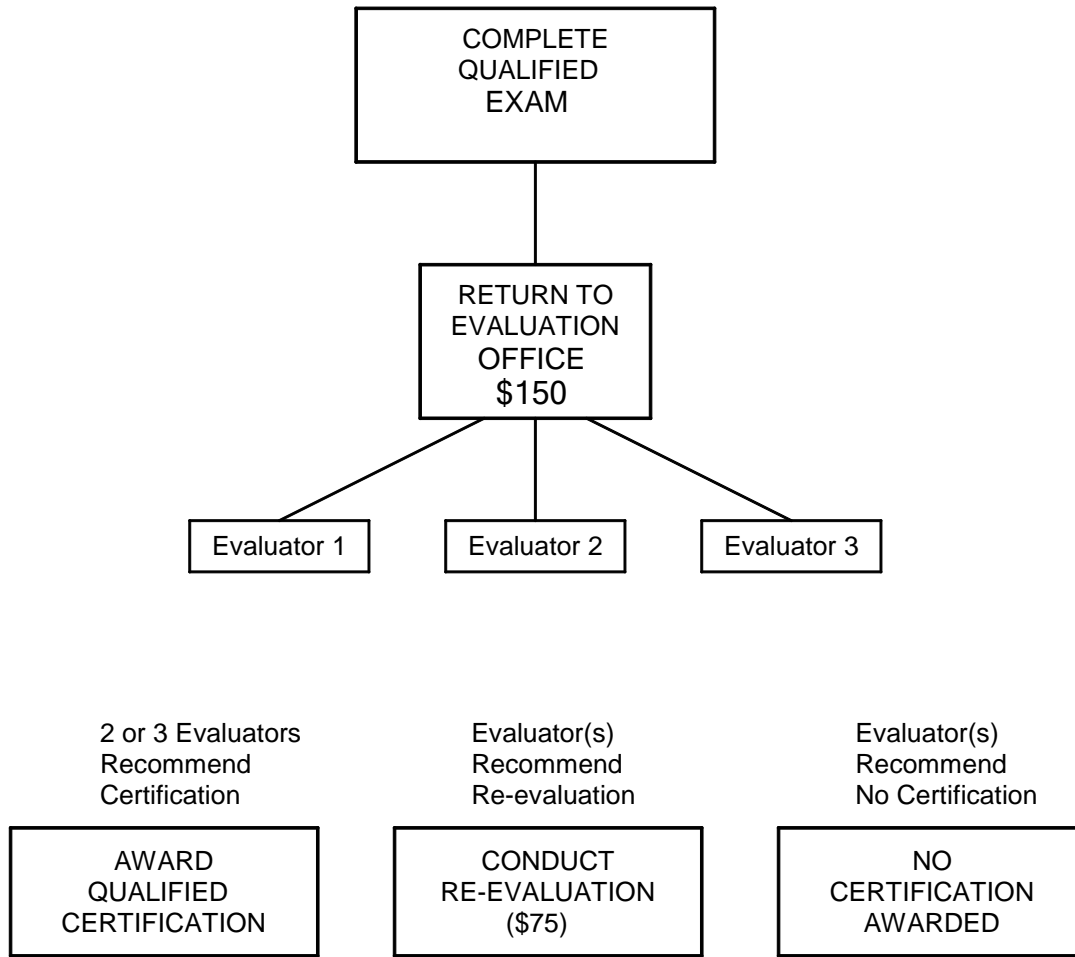 COMPLETE
QUALIFIED
EXAM
RETURN TO
EVALUATION
OFFICE
$150
Evaluator 1
Evaluator 2
Evaluator 3
2 or 3 Evaluators
Recommend
Certification
AWARD
QUALIFIED
CERTIFICATION
Evaluator(s)
Recommend
Re-evaluation
CONDUCT
RE-EVALUATION
($75)
Evaluator(s)
Recommend
No Certification
NO
CERTIFICATION
AWARDED